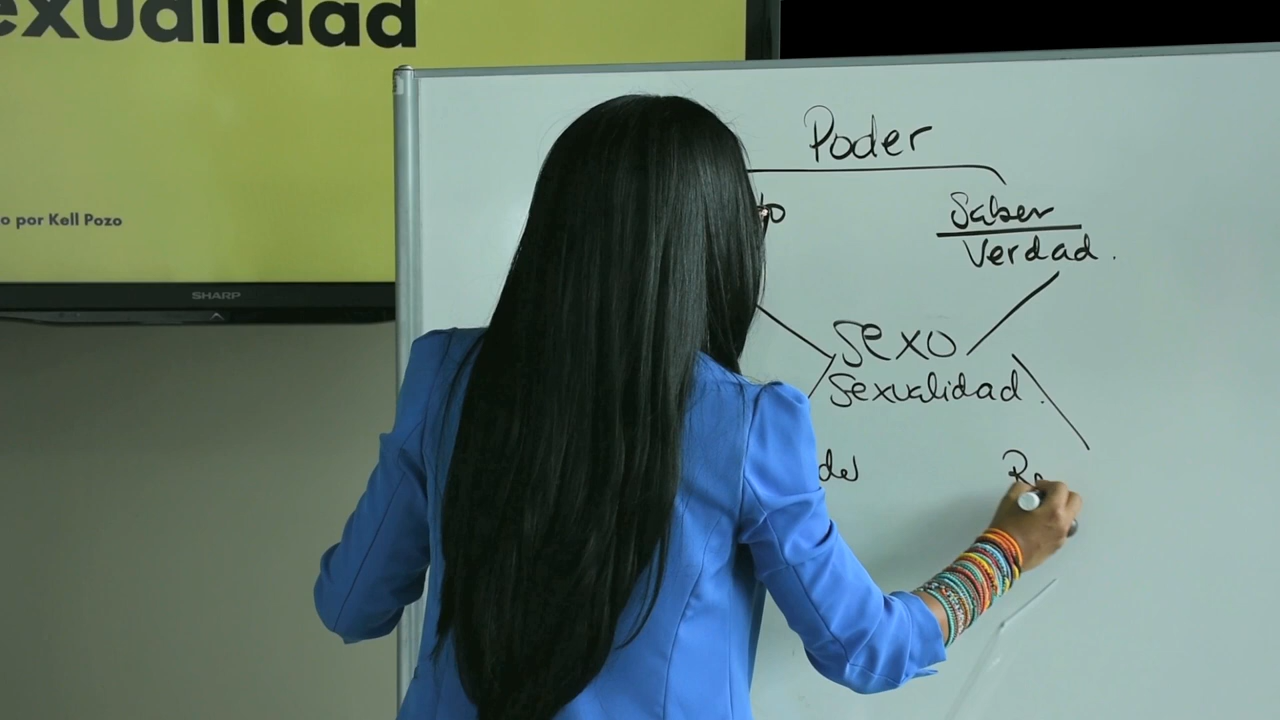 exualidad
o por Kell Pozo
SHARP
Poder
Saber
Verdad.
Sexo
Sexualidad.